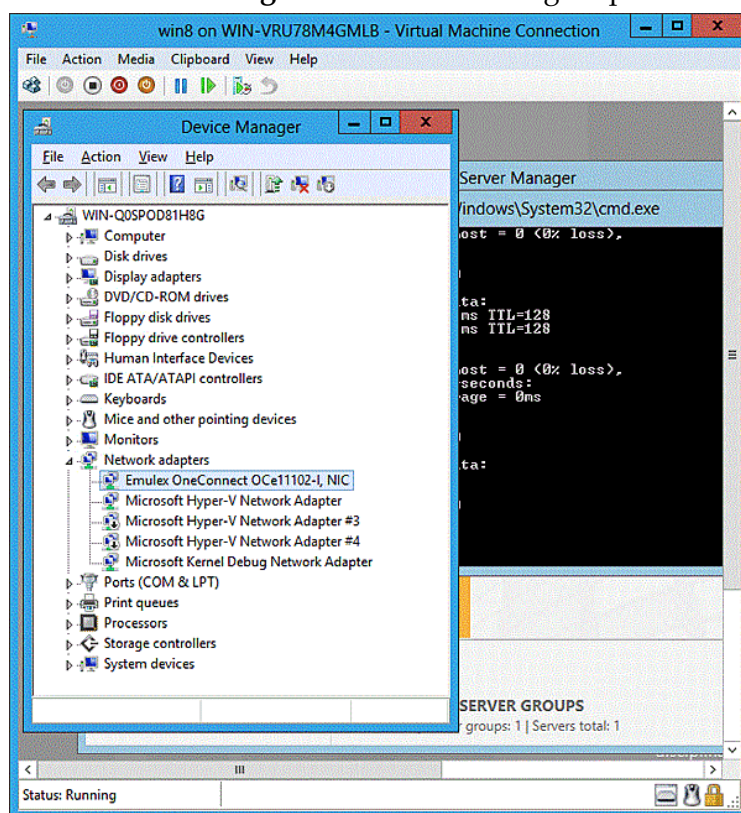 win8 on WIN-VRU78M4GMLB - Virtual Machine Connection
File Action Media Clipboard View Help
Device Manager
File Action View Help
WIN-Q0SPOD81H8G
Computer
Disk drives
Display adapters
DVD/CD-ROM drives
Floppy disk drives
Floppy drive controllers
Human Interface Devices
IDE ATA/ATAPI controllers
Keyboards
Mice and other pointing devices
Monitors
Network adapters
Emulex OneConnect OCe11102-I, NIC
Microsoft Hyper-V Network Adapter
Microsoft Hyper-V Network Adapter #3
Microsoft Hyper-V Network Adapter #4
Microsoft Kernel Debug Network Adapter
Ports (COM & LPT)
Print queues
Processors
Storage controllers
System devices
Server Manager
indows\System32\cmd.exe
ost = 0 (0% loss),
ta:
ms TTL=128
ms TTL=128
ost = 0 (0% loss),
seconds:
age = 0ms
ta:
SERVER GROUPS
groups: 1 | Servers total: 1
Status: Running